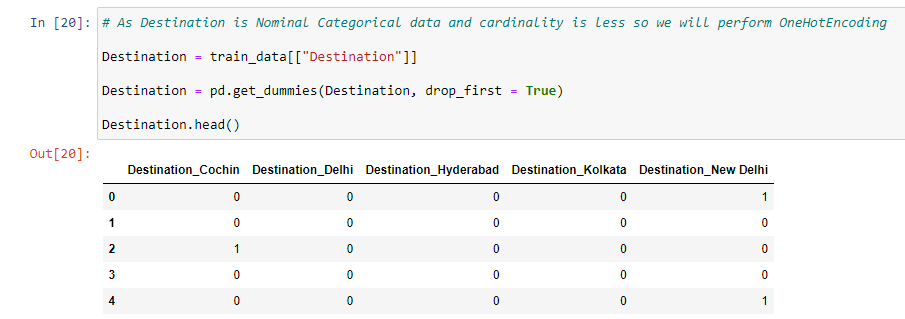 In [20]: # As Destination is Nominal Categorical data and cardinality is less so we will perform OneHotEncoding
Destination = train_data[["Destination"]]
Destination = pd.get_dummies(Destination, drop_first = True)
Destination.head()
Out[20]:
Destination_Cochin Destination_Delhi Destination_Hyderabad Destination_Kolkata Destination_New Delhi
0 0 0 0 0 1
1 0 0 0 0 0
2 1 0 0 0 0
3 0 0 0 0 0
4 0 0 0 0 1